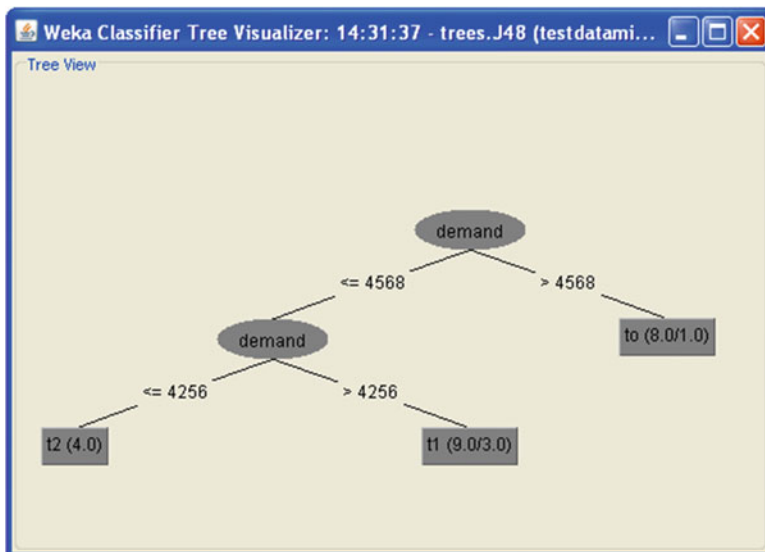 Weka Classifier Tree Visualizer: 14:31:37 - trees.J48 (testdatami...
Tree View
demand
<= 4568
> 4568
demand
to (8.0/1.0)
<= 4256
> 4256
t2 (4.0)
t1 (9.0/3.0)